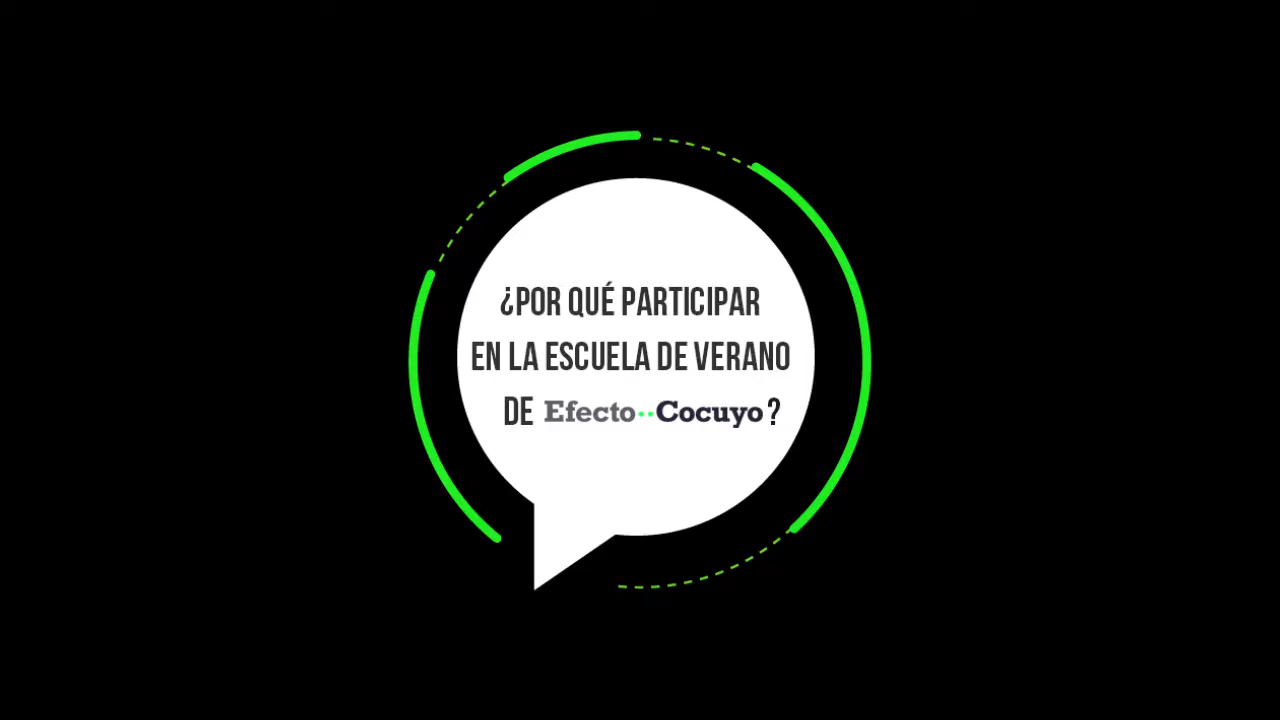 ¿POR QUÉ PARTICIPAR
EN LA ESCUELA DE VERANO
DE Efecto··Cocuyo?